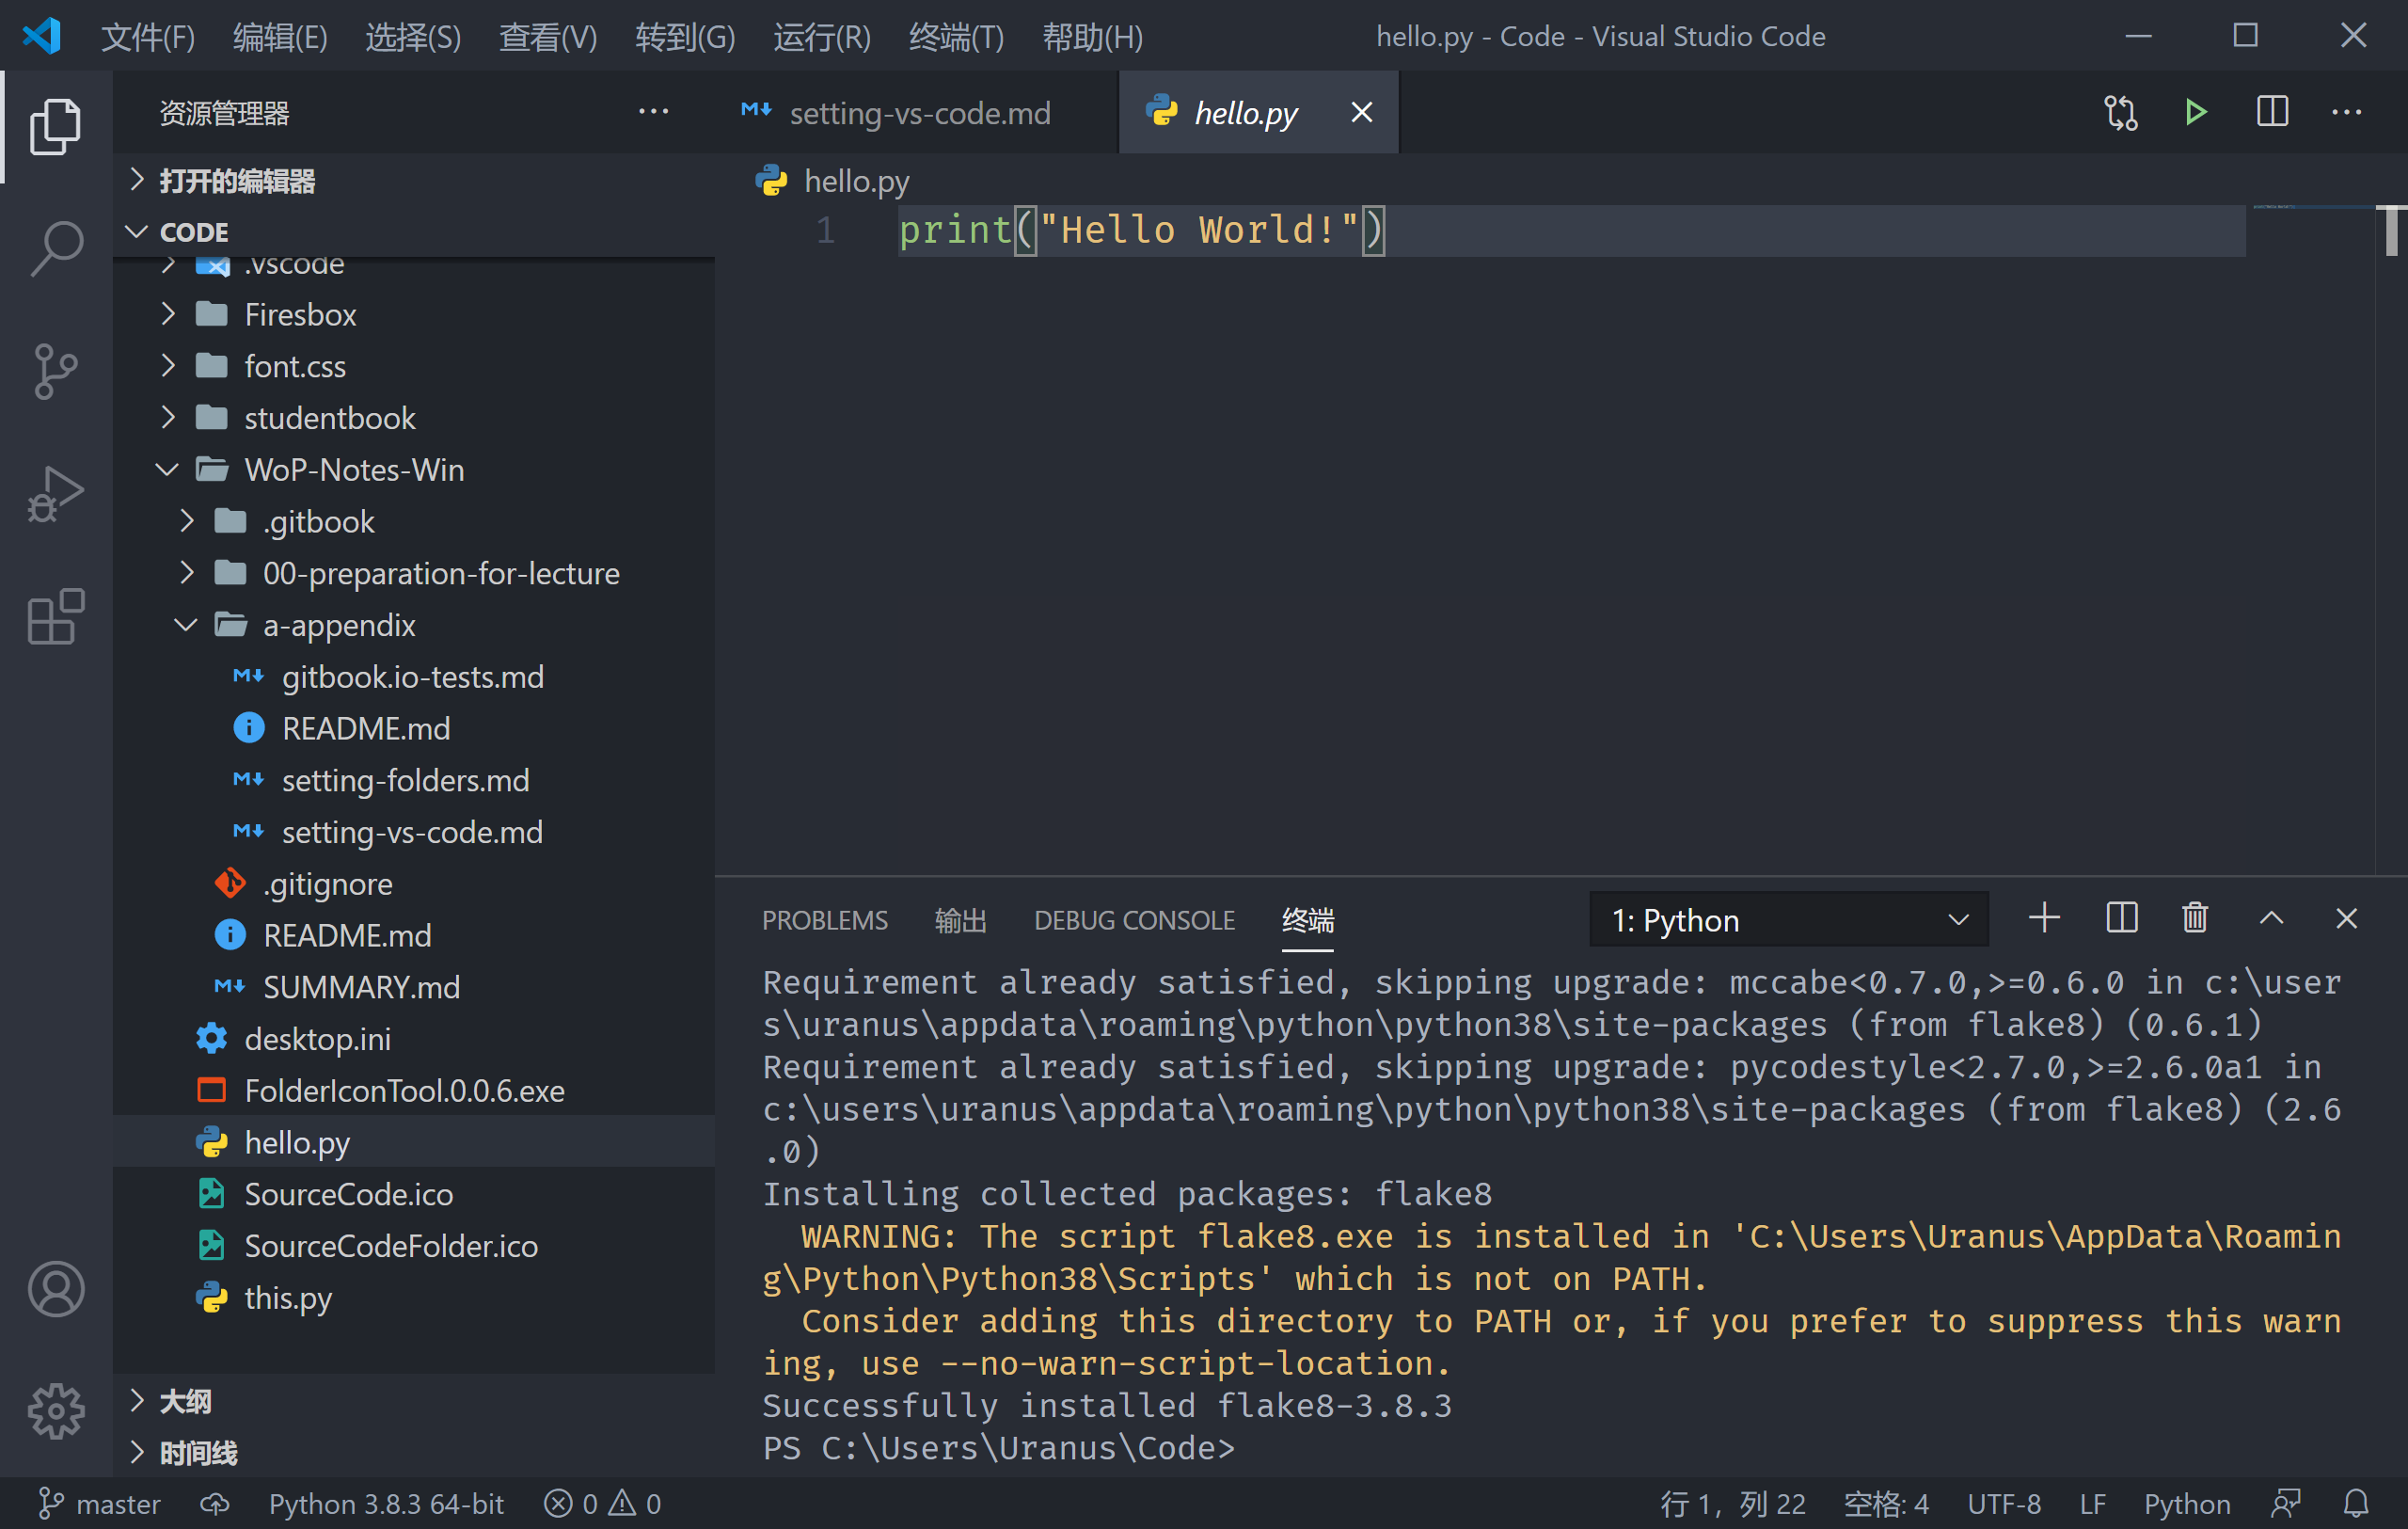 文件(F) 编辑(E) 选择(S) 查看(V) 转到(G) 运行(R) 终端(T) 帮助(H) hello.py - Code - Visual Studio Code
资源管理器
setting-vs-code.md hello.py
打开的编辑器
hello.py
CODE
1 print("Hello World!")
.vscode
Firesbox
font.css
studentbook
WoP-Notes-Win
.gitbook
00-preparation-for-lecture
a-appendix
gitbook.io-tests.md
README.md
setting-folders.md
setting-vs-code.md
.gitignore
README.md
SUMMARY.md
desktop.ini
FolderIconTool.0.0.6.exe
hello.py
SourceCode.ico
SourceCodeFolder.ico
this.py
大纲
时间线
PROBLEMS 输出 DEBUG CONSOLE 终端 1: Python
Requirement already satisfied, skipping upgrade: mccabe<0.7.0,>=0.6.0 in c:\user
s\uranus\appdata\roaming\python\python38\site-packages (from flake8) (0.6.1)
Requirement already satisfied, skipping upgrade: pycodestyle<2.7.0,>=2.6.0a1 in
c:\users\uranus\appdata\roaming\python\python38\site-packages (from flake8) (2.6
.0)
Installing collected packages: flake8
WARNING: The script flake8.exe is installed in 'C:\Users\Uranus\AppData\Roamin
g\Python\Python38\Scripts' which is not on PATH.
Consider adding this directory to PATH or, if you prefer to suppress this warn
ing, use --no-warn-script-location.
Successfully installed flake8-3.8.3
PS C:\Users\Uranus\Code>
master Python 3.8.3 64-bit 0 0 行 1，列 22 空格: 4 UTF-8 LF Python